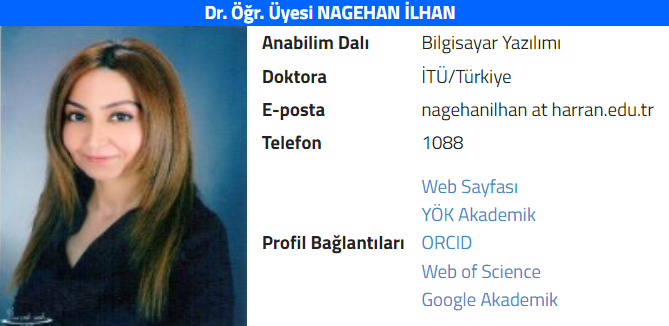 Dr. Öğr. Üyesi NAGEHAN İLHAN
Anabilim Dalı Bilgisayar Yazılımı
Doktora İTÜ/Türkiye
E-posta nagehanilhan at harran.edu.tr
Telefon 1088
Profil Bağlantıları
Web Sayfası
YÖK Akademik
ORCID
Web of Science
Google Akademik